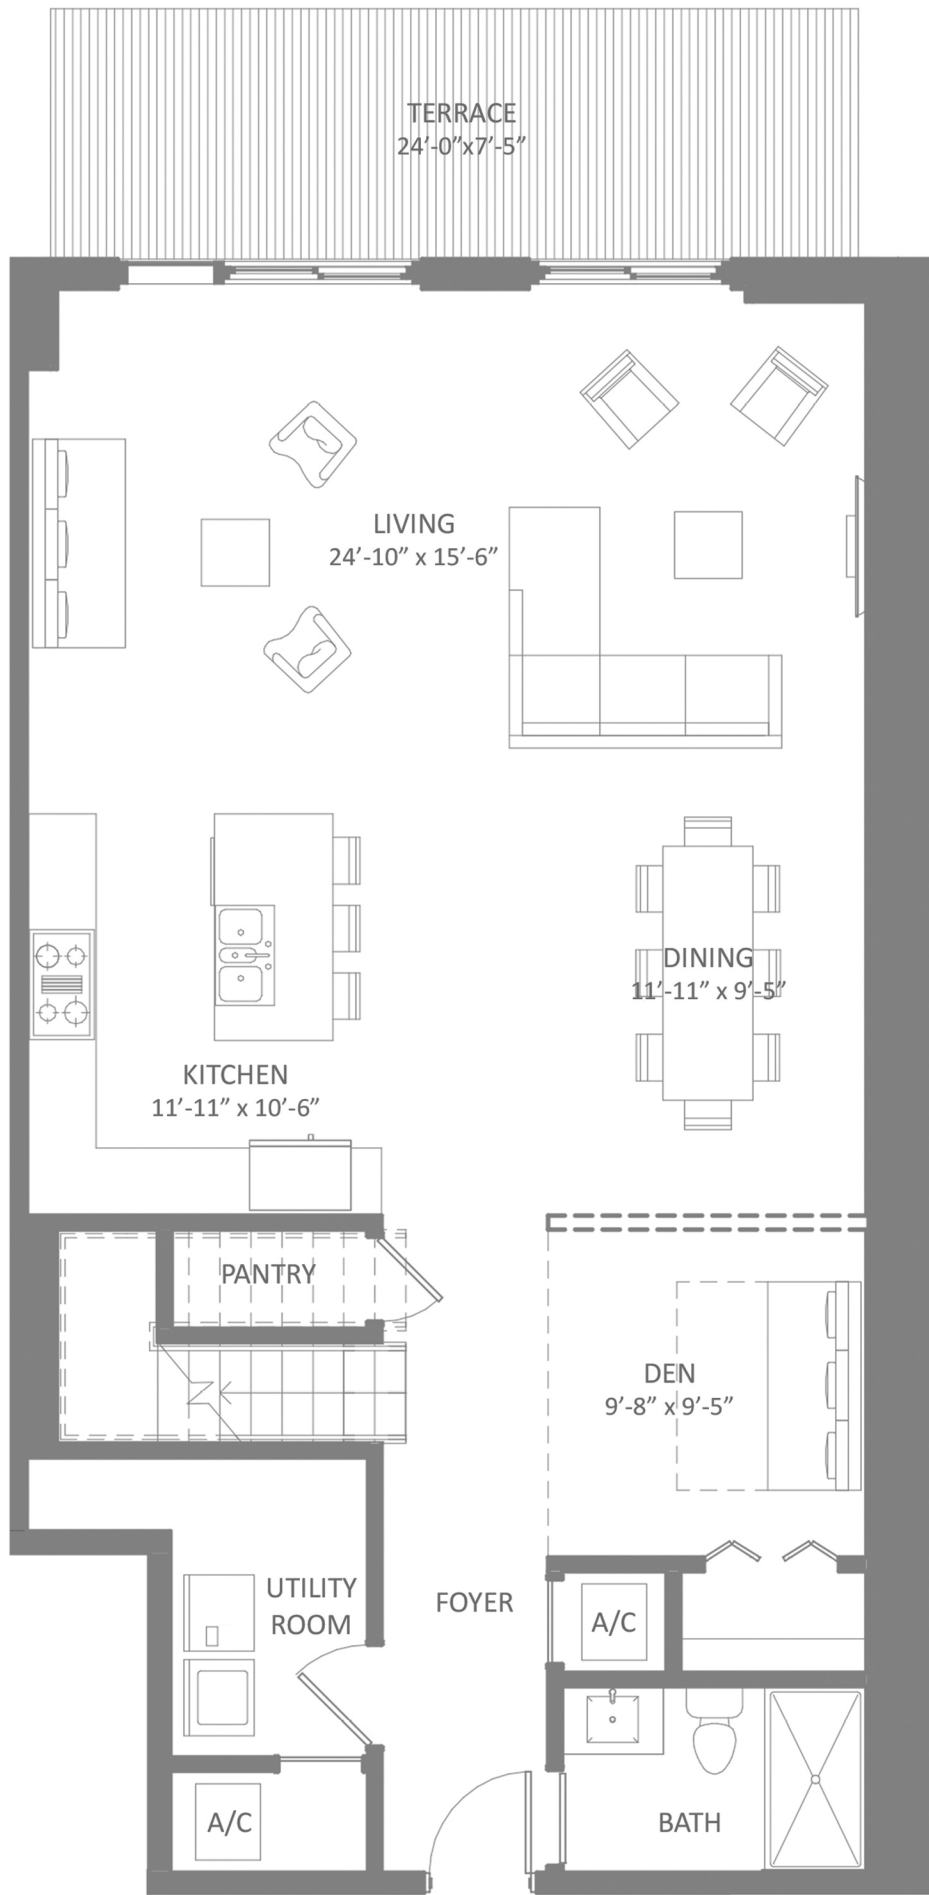 TERRACE
24’-0”x7’-5”
LIVING
24’-10” x 15’-6”
DINING
11’-11” x 9’-5”
KITCHEN
11’-11” x 10’-6”
PANTRY
DEN
9’-8” x 9’-5”
UTILITY
ROOM
FOYER
A/C
A/C
BATH